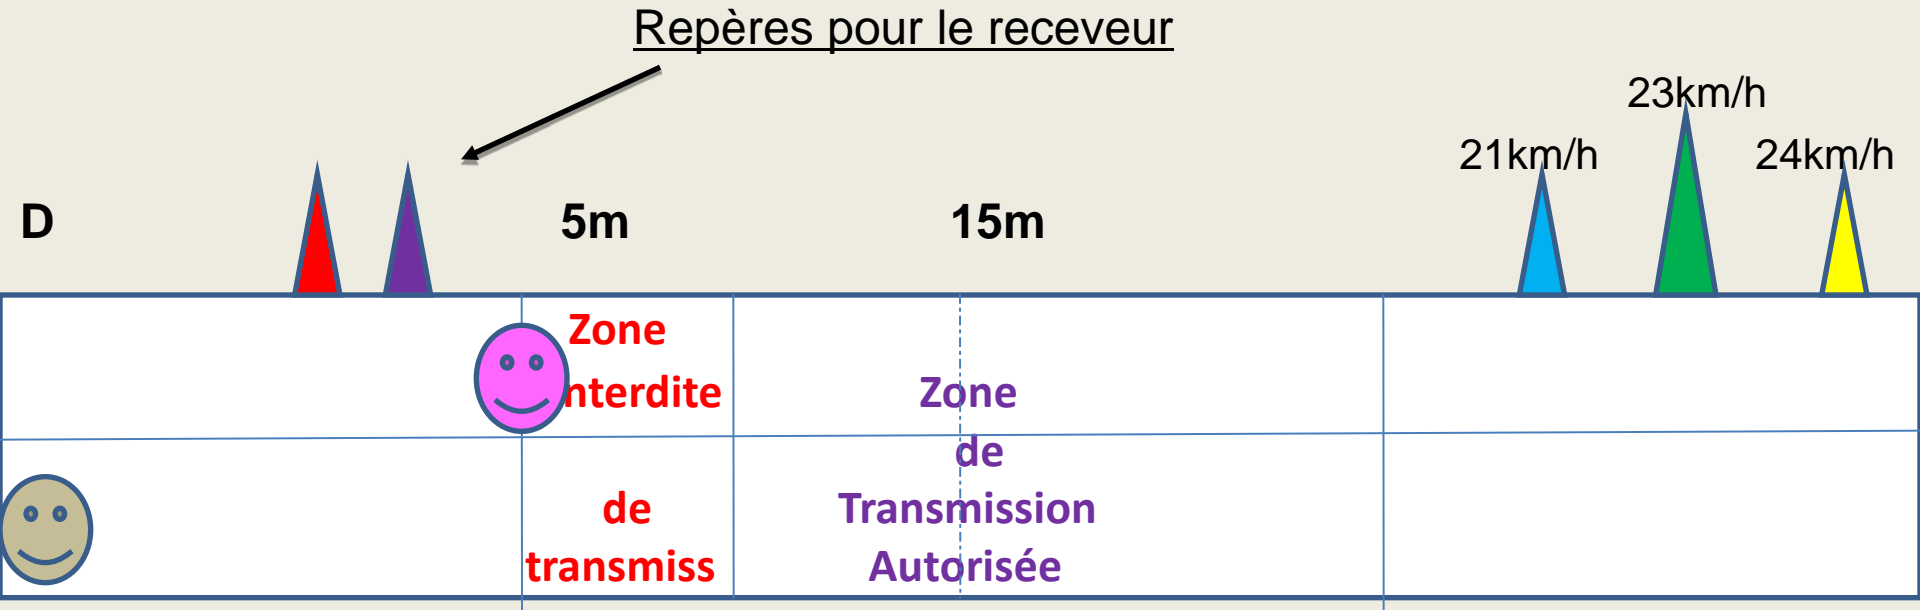 Repères pour le receveur
23km/h
21km/h
24km/h
D
5m
15m
Zone
nterdite
de
transmiss
Zone
de
Transmission
Autorisée